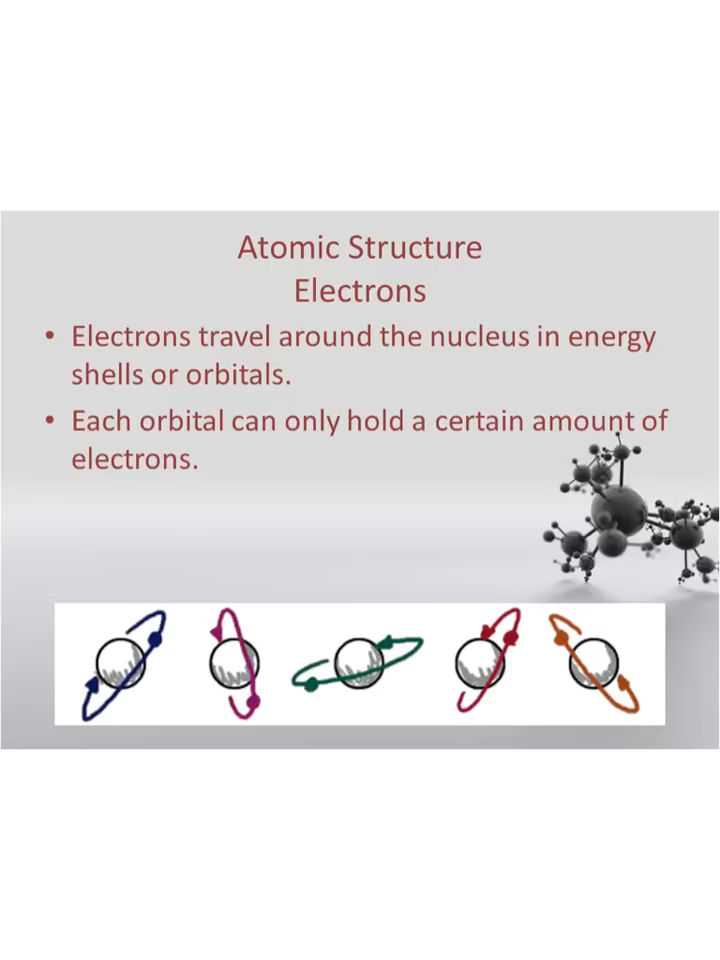 Atomic Structure
Electrons
• Electrons travel around the nucleus in energy
shells or orbitals.
• Each orbital can only hold a certain amount of
electrons.